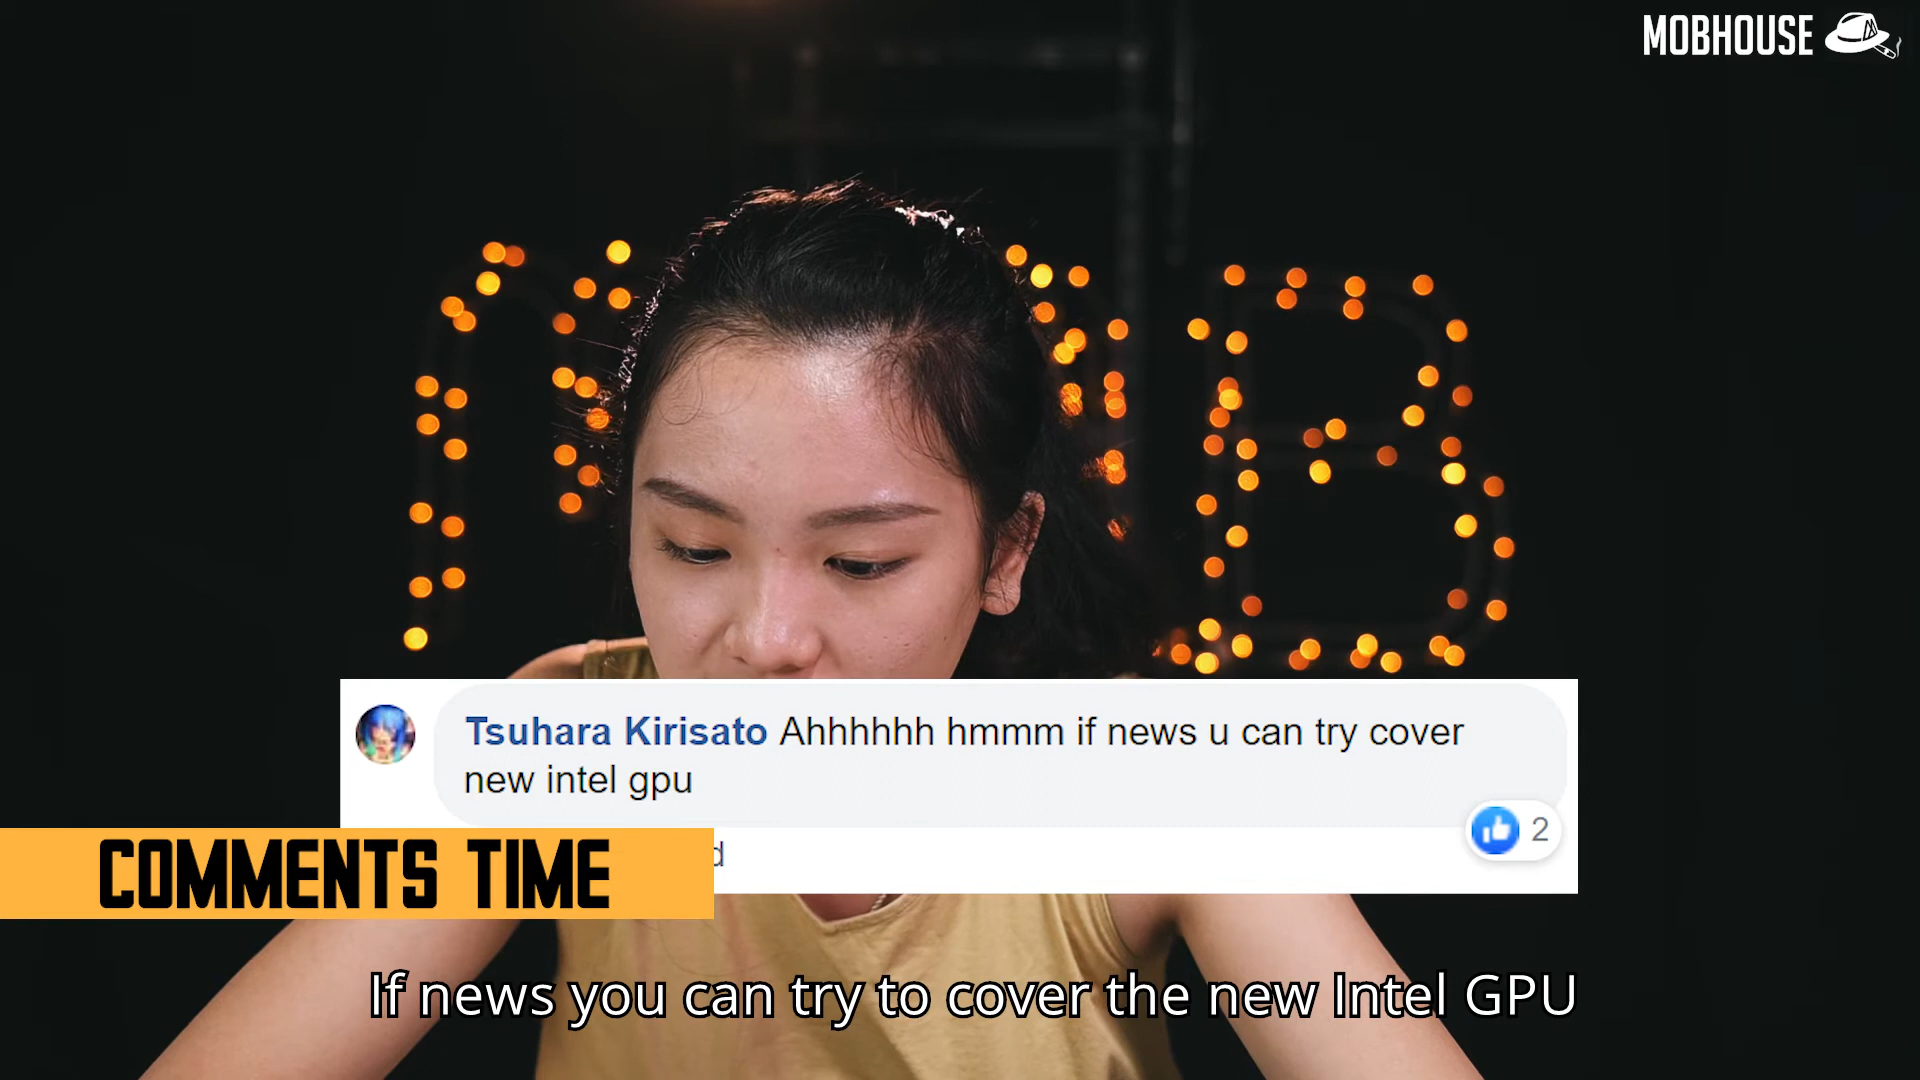 MOBHOUSE
Tsuhara Kirisato Ahhhhhh hmmm if news u can try cover
new intel gpu
2
d
COMMENTS TIME
If news you can try to cover the new Intel GPU